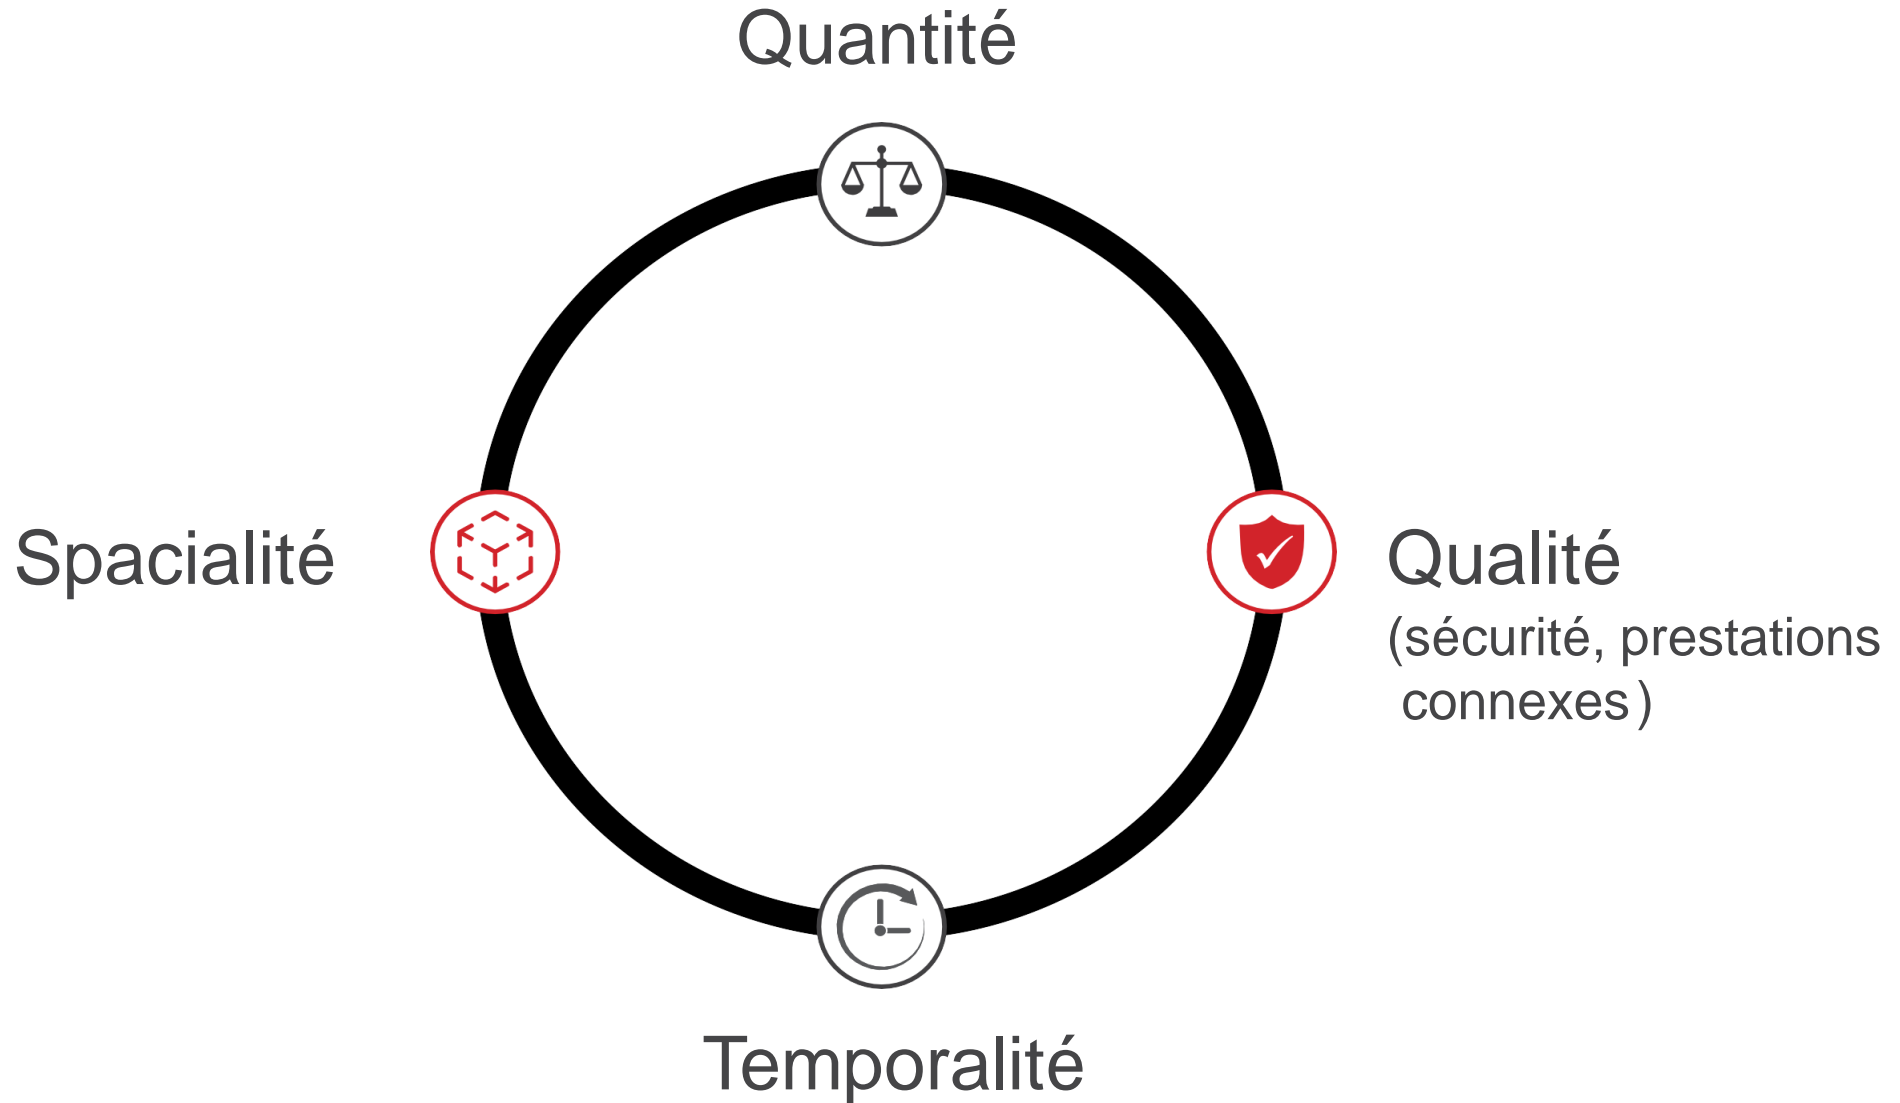 Quantité
Spacialité
Qualité
(sécurité, prestations
connexes)
Temporalité